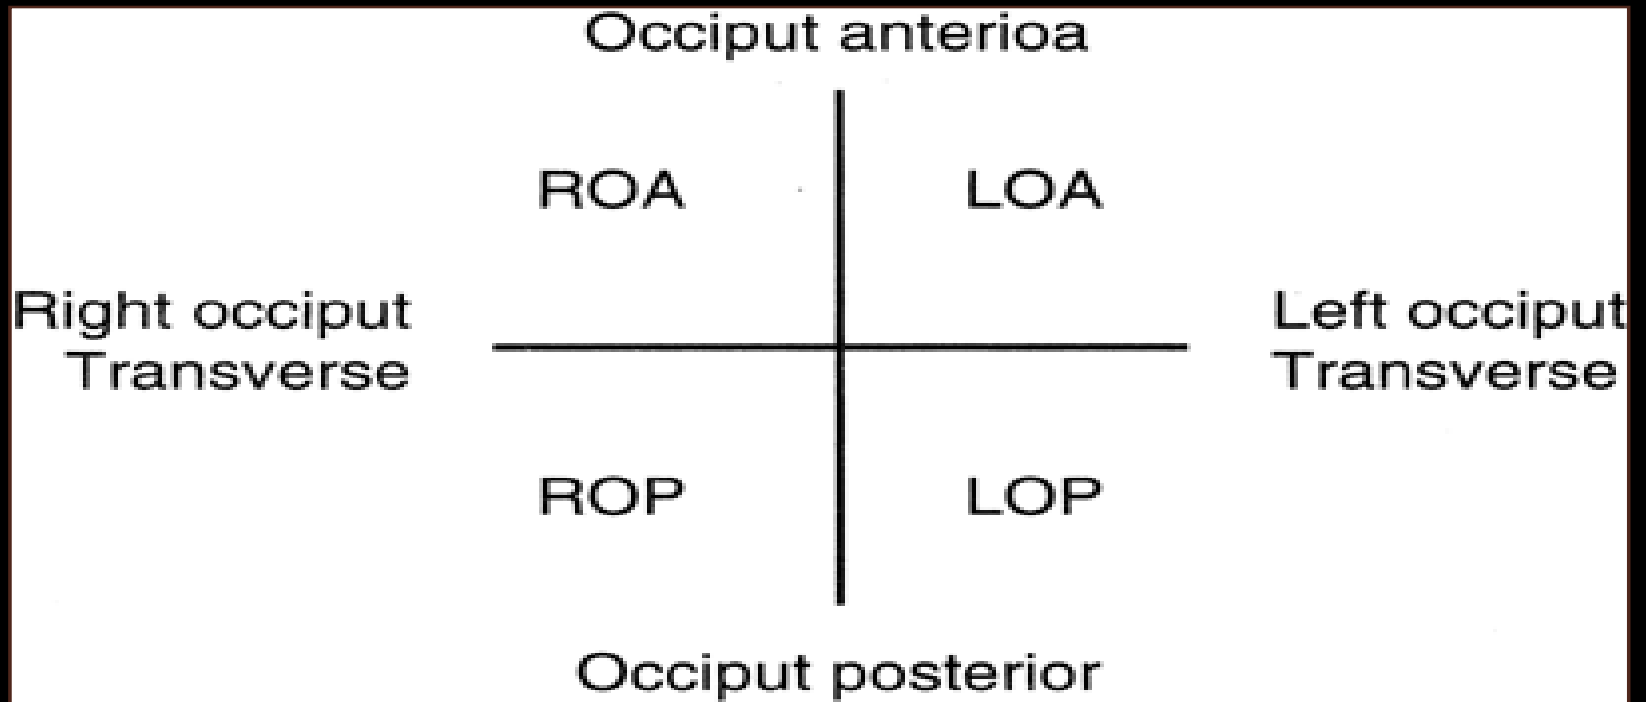 Occiput anterioa
ROA
LOA
Right occiput
Transverse
Left occiput
Transverse
ROP
LOP
Occiput posterior